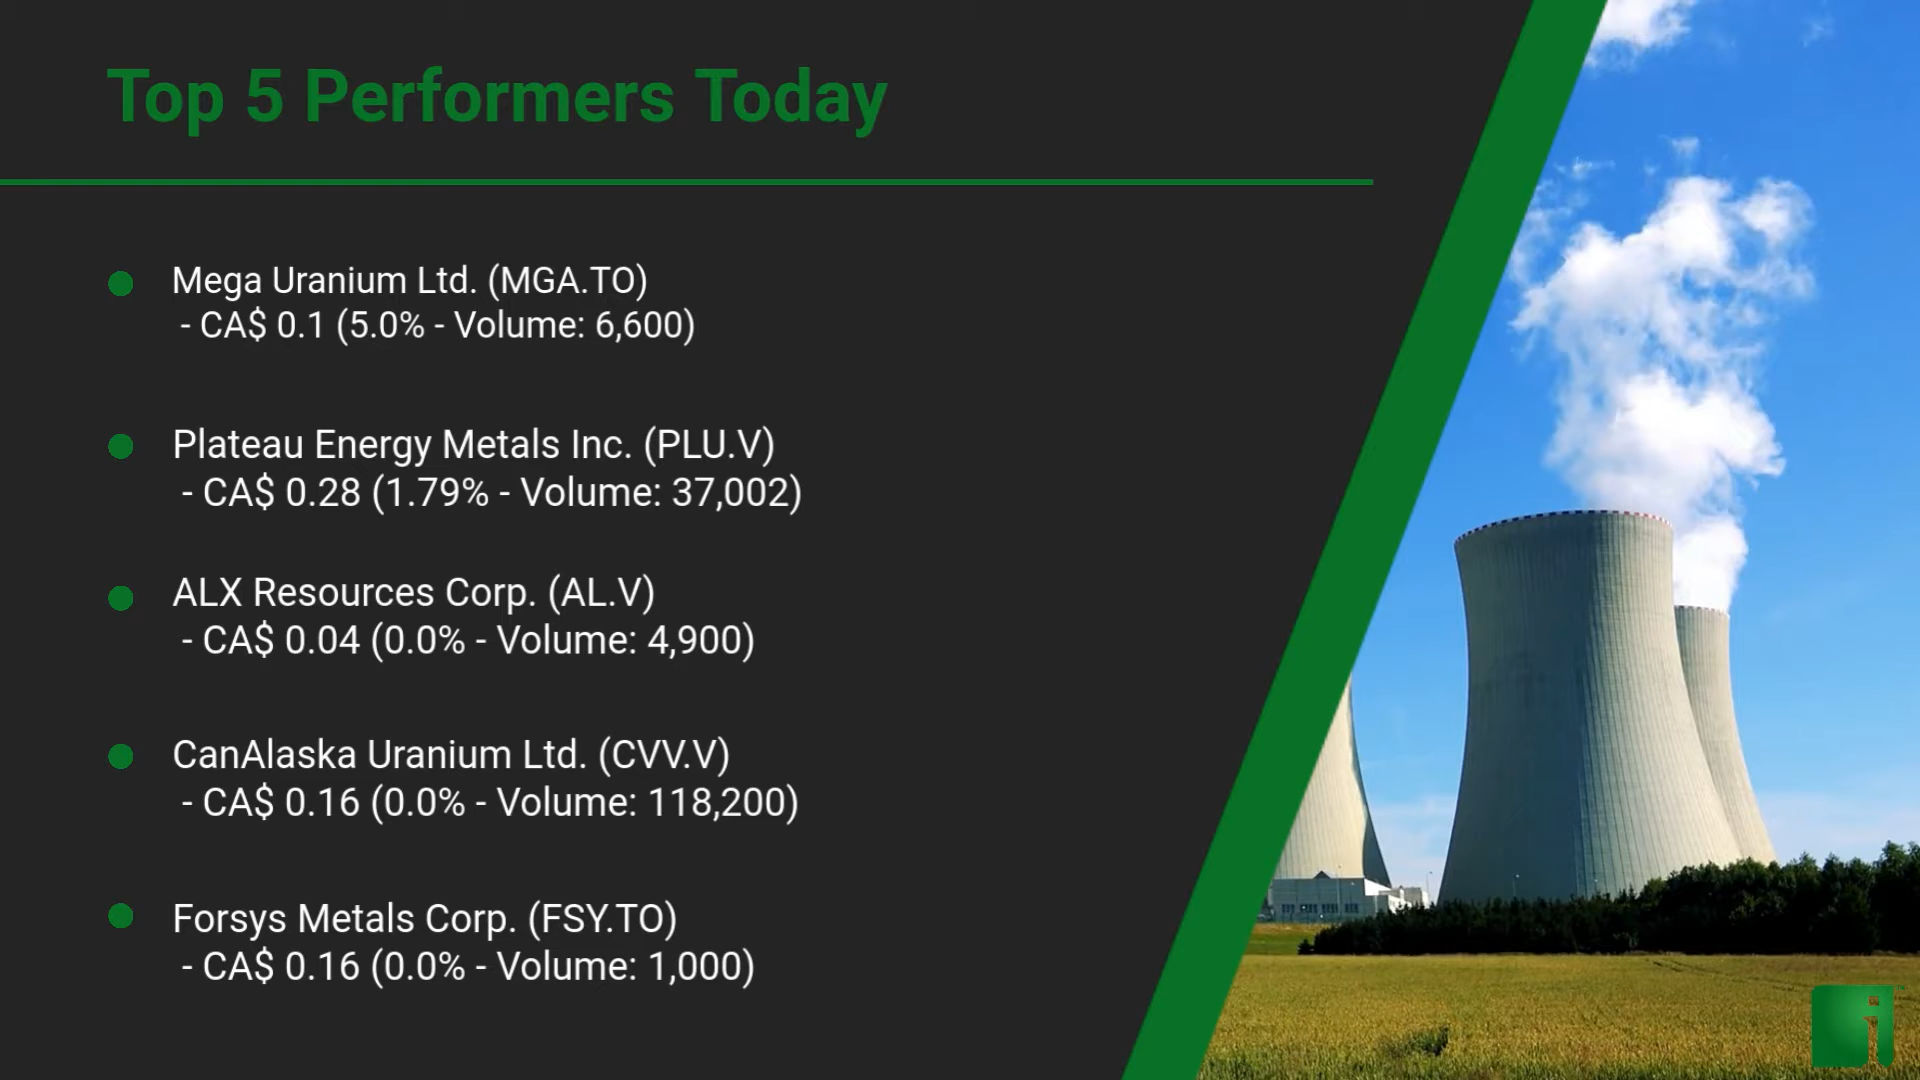 Top 5 Performers Today
Mega Uranium Ltd. (MGA.TO)
- CA$ 0.1 (5.0% - Volume: 6,600)
Plateau Energy Metals Inc. (PLU.V)
- CA$ 0.28 (1.79% - Volume: 37,002)
ALX Resources Corp. (AL.V)
- CA$ 0.04 (0.0% - Volume: 4,900)
CanAlaska Uranium Ltd. (CVV.V)
- CA$ 0.16 (0.0% - Volume: 118,200)
Forsys Metals Corp. (FSY.TO)
- CA$ 0.16 (0.0% - Volume: 1,000)
i